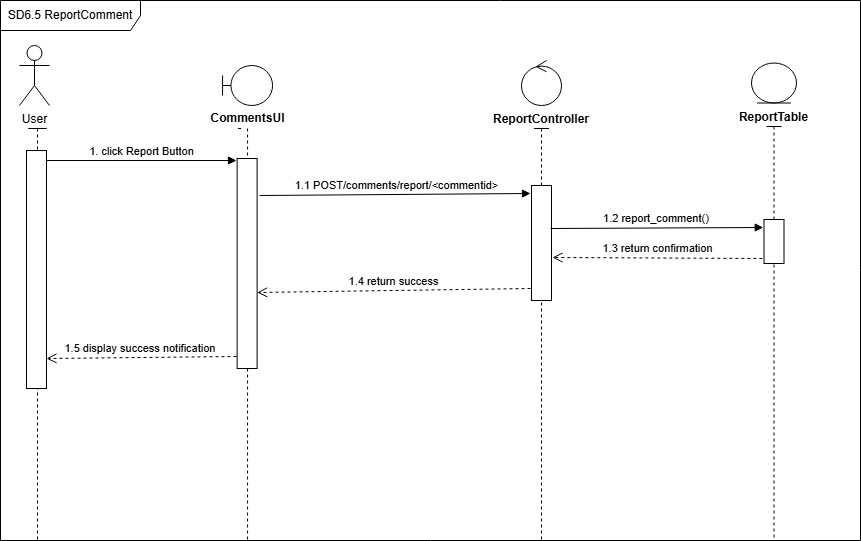 SD6.5 ReportComment
User
CommentsUI
ReportController
ReportTable
1. click Report Button
1.1 POST/comments/report/<commentid>
1.2 report_comment()
1.3 return confirmation
1.4 return success
1.5 display success notification